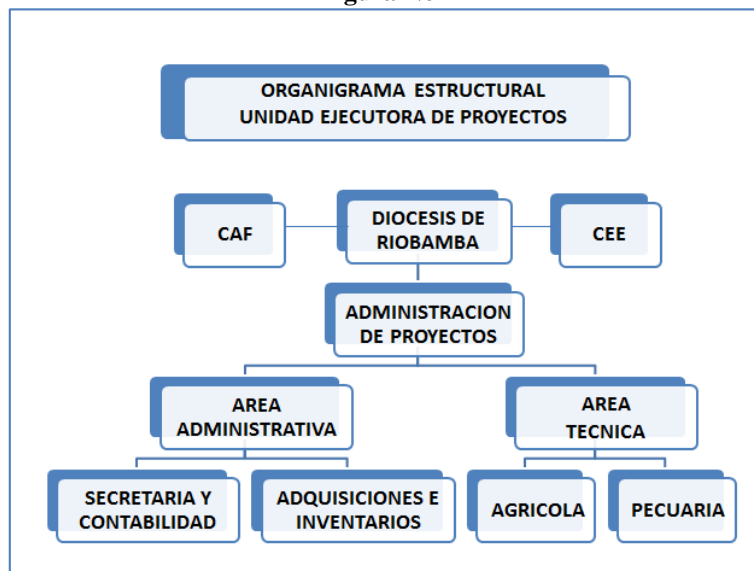 ORGANIGRAMA ESTRUCTURAL
UNIDAD EJECUTORA DE PROYECTOS
CAF
DIOCESIS DE
RIOBAMBA
CEE
ADMINISTRACION
DE PROYECTOS
AREA
ADMINISTRATIVA
AREA
TECNICA
SECRETARIA Y
CONTABILIDAD
ADQUISICIONES E
INVENTARIOS
AGRICOLA
PECUARIA